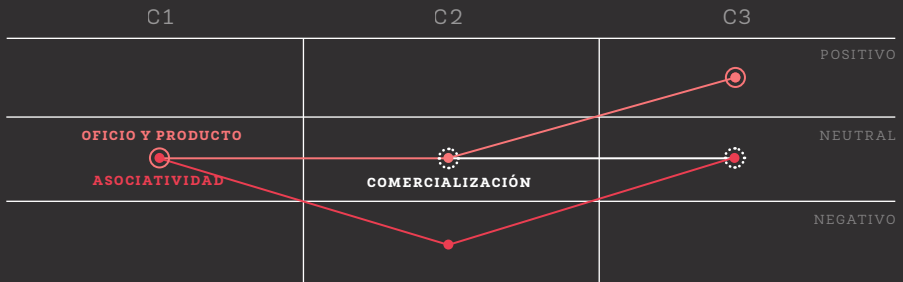 C1 C2 C3
POSITIVO
OFICIO Y PRODUCTO
NEUTRAL
ASOCIATIVIDAD
COMERCIALIZACIÓN
NEGATIVO